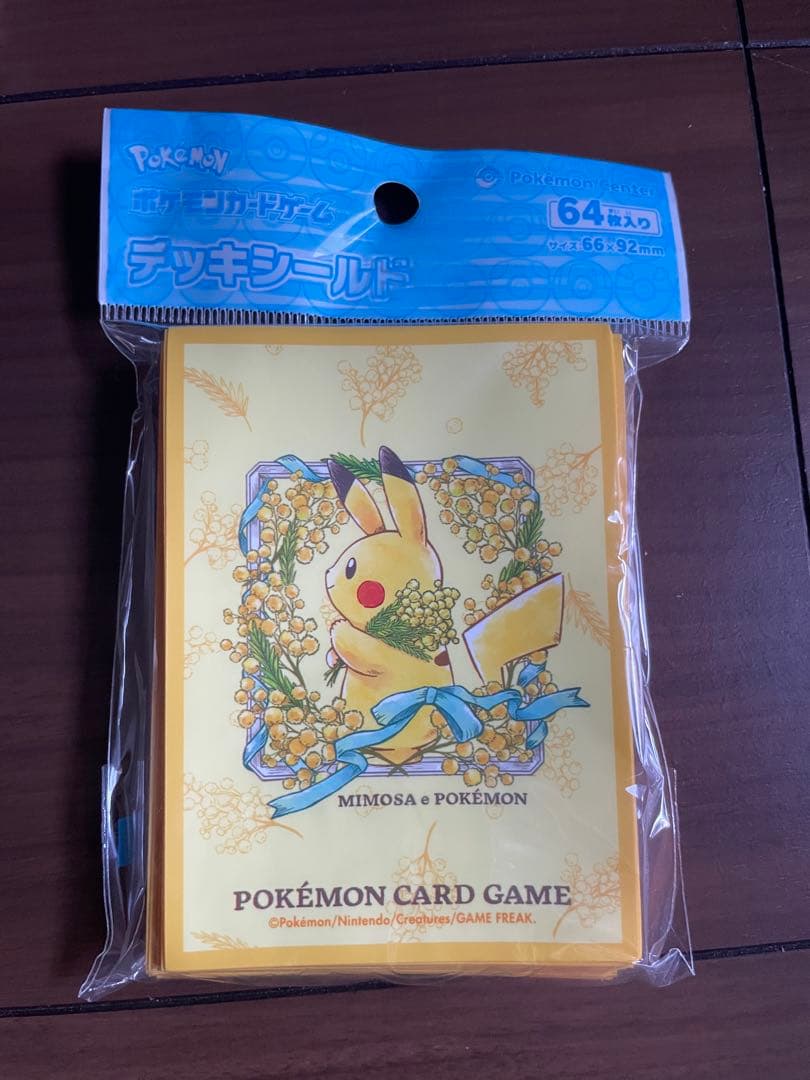 POKÉMON
ポケモンカードゲーム
デッキシールド
Pokémon Center
64枚入り
サイズ:66×92mm
MIMOSA e POKÉMON
POKÉMON CARD GAME
©Pokémon/Nintendo/Creatures/GAME FREAK.